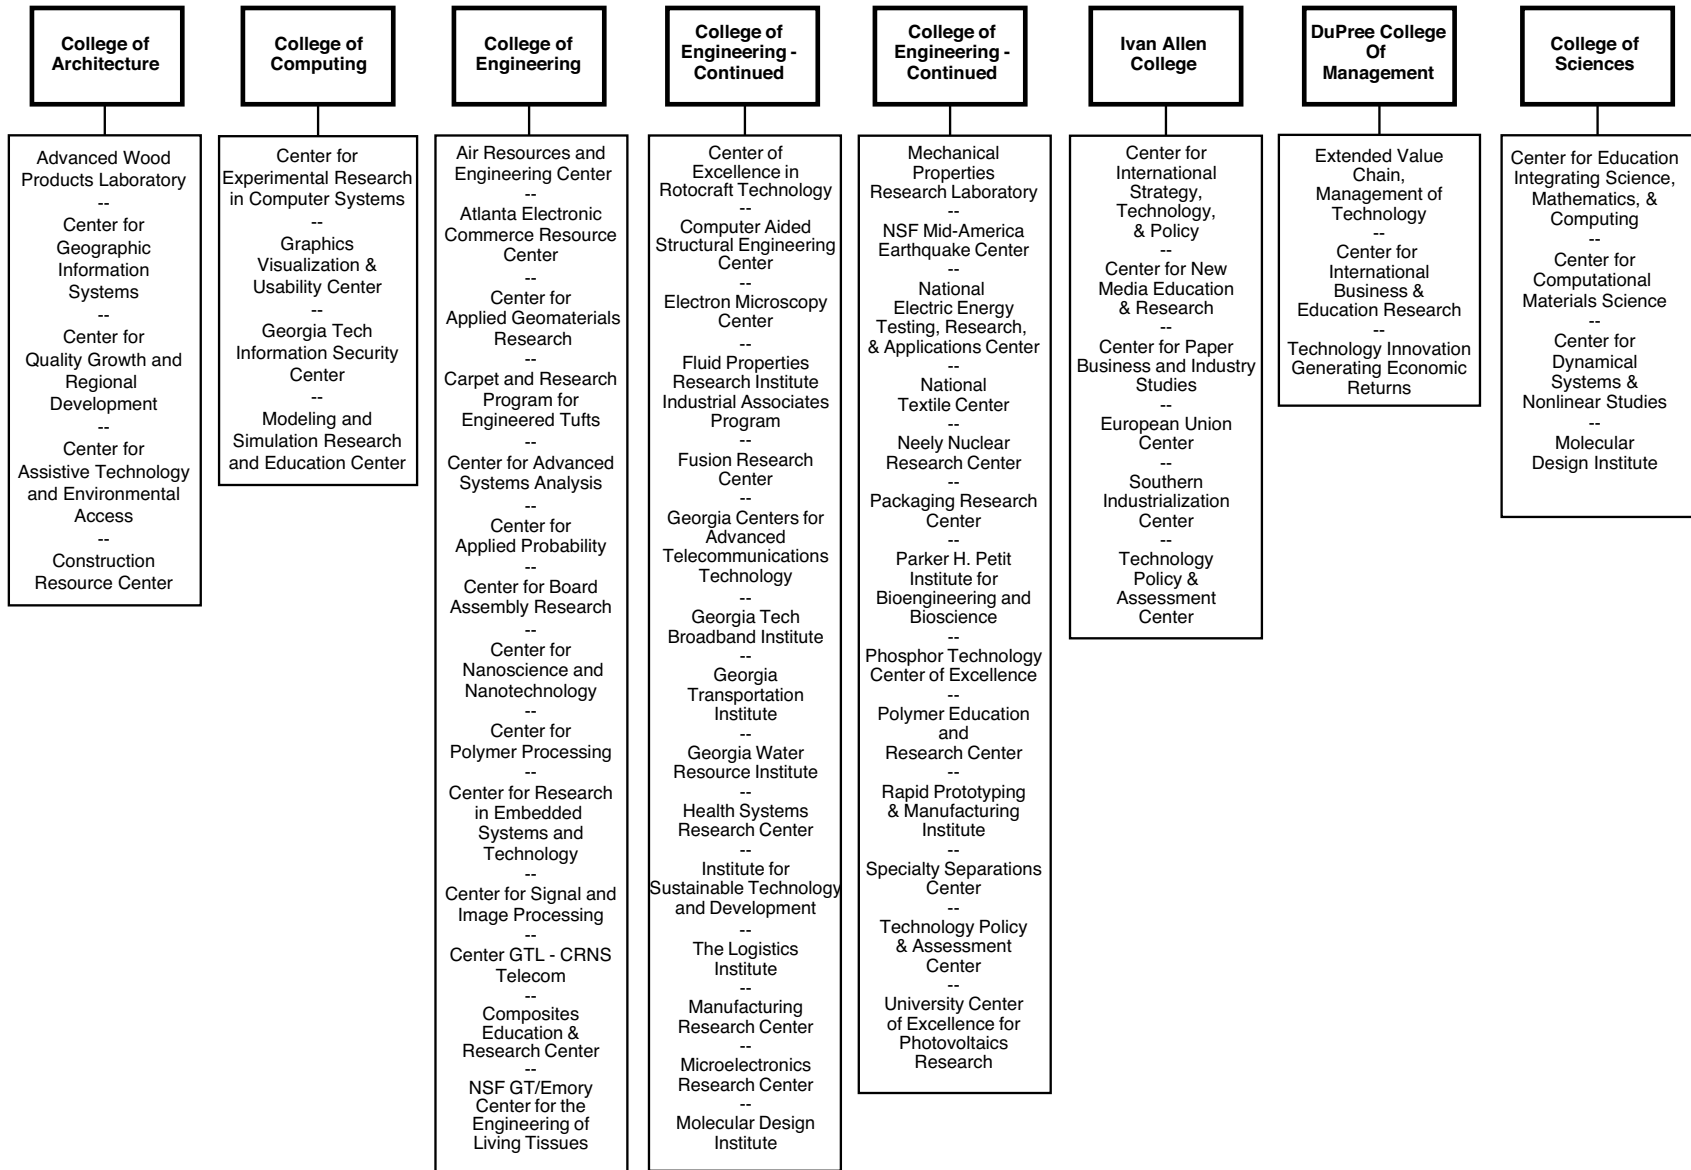 College of
Architecture
Advanced Wood
Products Laboratory
--
Center for
Geographic
Information
Systems
--
Center for
Quality Growth and
Regional
Development
--
Center for
Assistive Technology
and Environmental
Access
--
Construction
Resource Center
College of
Computing
Center for
Experimental Research
in Computer Systems
--
Graphics
Visualization &
Usability Center
--
Georgia Tech
Information Security
Center
--
Modeling and
Simulation Research
and Education Center
College of
Engineering
Air Resources and
Engineering Center
--
Atlanta Electronic
Commerce Resource
Center
--
Center for
Applied Geomaterials
Research
--
Carpet and Research
Program for
Engineered Tufts
--
Center for Advanced
Systems Analysis
--
Center for
Applied Probability
--
Center for Board
Assembly Research
--
Center for
Nanoscience and
Nanotechnology
--
Center for
Polymer Processing
--
Center for Research
in Embedded
Systems and
Technology
--
Center for Signal and
Image Processing
--
Center GTL - CRNS
Telecom
--
Composites
Education &
Research Center
--
NSF GT/Emory
Center for the
Engineering of
Living Tissues
College of
Engineering -
Continued
Center of
Excellence in
Rotocraft Technology
--
Computer Aided
Structural Engineering
Center
--
Electron Microscopy
Center
--
Fluid Properties
Research Institute
Industrial Associates
Program
--
Fusion Research
Center
--
Georgia Centers for
Advanced
Telecommunications
Technology
--
Georgia Tech
Broadband Institute
--
Georgia
Transportation
Institute
--
Georgia Water
Resource Institute
--
Health Systems
Research Center
--
Institute for
Sustainable Technology
and Development
--
The Logistics
Institute
--
Manufacturing
Research Center
--
Microelectronics
Research Center
--
Molecular Design
Institute
College of
Engineering -
Continued
Mechanical
Properties
Research Laboratory
--
NSF Mid-America
Earthquake Center
--
National
Electric Energy
Testing, Research,
& Applications Center
--
National
Textile Center
--
Neely Nuclear
Research Center
--
Packaging Research
Center
--
Parker H. Petit
Institute for
Bioengineering and
Bioscience
--
Phosphor Technology
Center of Excellence
--
Polymer Education
and
Research Center
--
Rapid Prototyping
& Manufacturing
Institute
--
Specialty Separations
Center
--
Technology Policy
& Assessment
Center
--
University Center
of Excellence for
Photovoltaics
Research
Ivan Allen
College
Center for
International
Strategy,
Technology,
& Policy
--
Center for New
Media Education
& Research
--
Center for Paper
Business and Industry
Studies
--
European Union
Center
--
Southern
Industrialization
Center
--
Technology
Policy &
Assessment
Center
DuPree College
Of
Management
Extended Value
Chain,
Management of
Technology
--
Center for
International
Business &
Education Research
--
Technology Innovation
Generating Economic
Returns
College of
Sciences
Center for Education
Integrating Science,
Mathematics, &
Computing
--
Center for
Computational
Materials Science
--
Center for
Dynamical
Systems &
Nonlinear Studies
--
Molecular
Design Institute